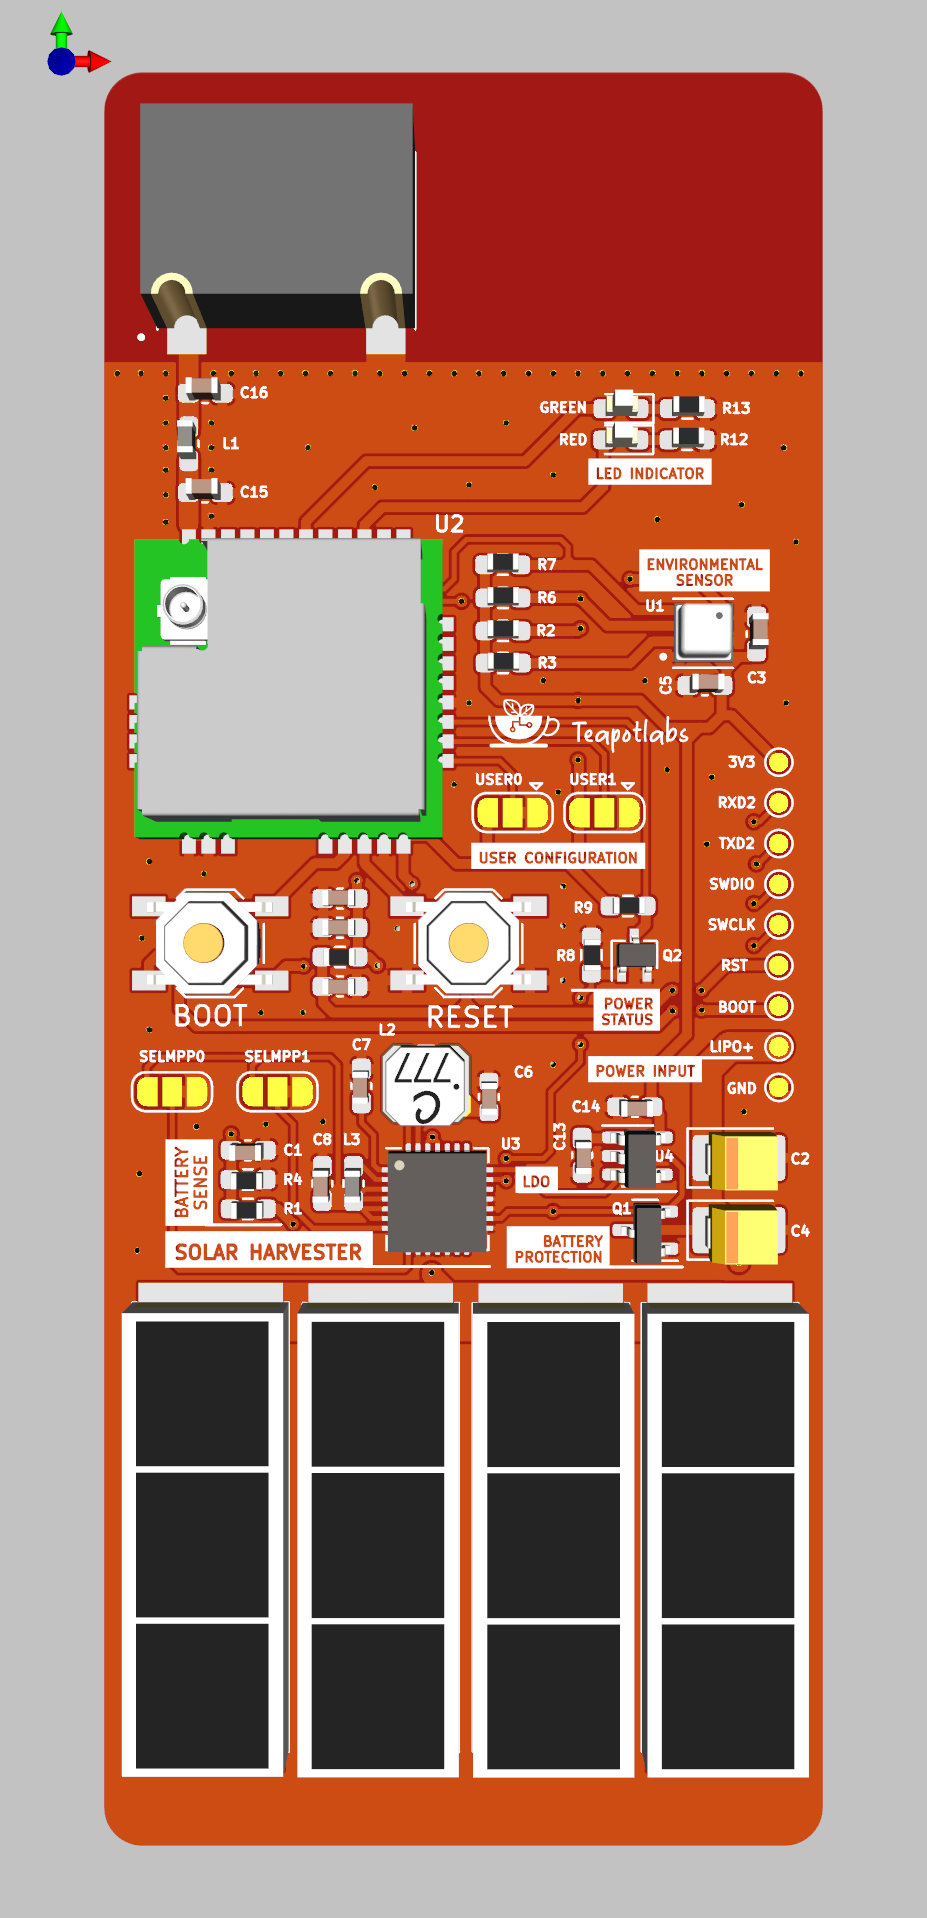 C16
GREEN
R13
L1
RED
R12
LED INDICATOR
C15
U2
R7
ENVIRONMENTAL
SENSOR
R6
U1
R2
R3
C5
C3
Teapotlabs
3V3
USER0
USER1
RXD2
TXD2
USER CONFIGURATION
SWDIO
R9
SWCLK
R8
Q2
RST
POWER
STATUS
BOOT
BOOT
RESET
L2
C7
LIPO+
SELMPP0
SELMPP1
C6
POWER INPUT
GND
C14
C13
C8
L3
U3
C1
U4
C2
BATTERY
SENSE
R4
LDO
R1
Q1
C4
SOLAR HARVESTER
BATTERY
PROTECTION